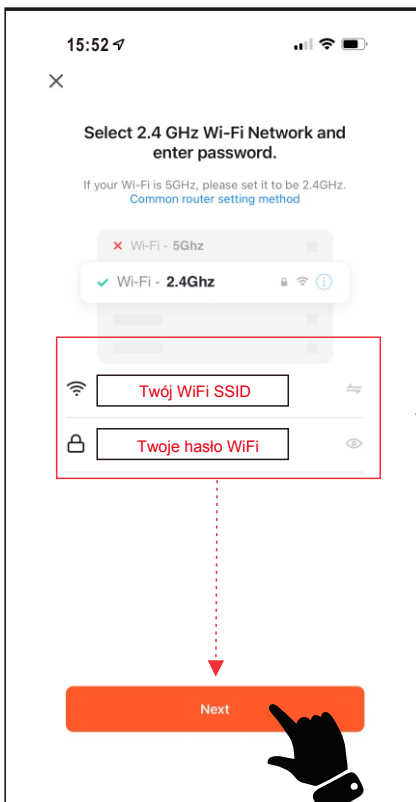 15:52
Select 2.4 GHz Wi-Fi Network and
enter password.
If your Wi-Fi is 5GHz, please set it to be 2.4GHz.
Common router setting method
Wi-Fi - 5Ghz
Wi-Fi - 2.4Ghz
Twój WiFi SSID
Twoje hasło WiFi
Next